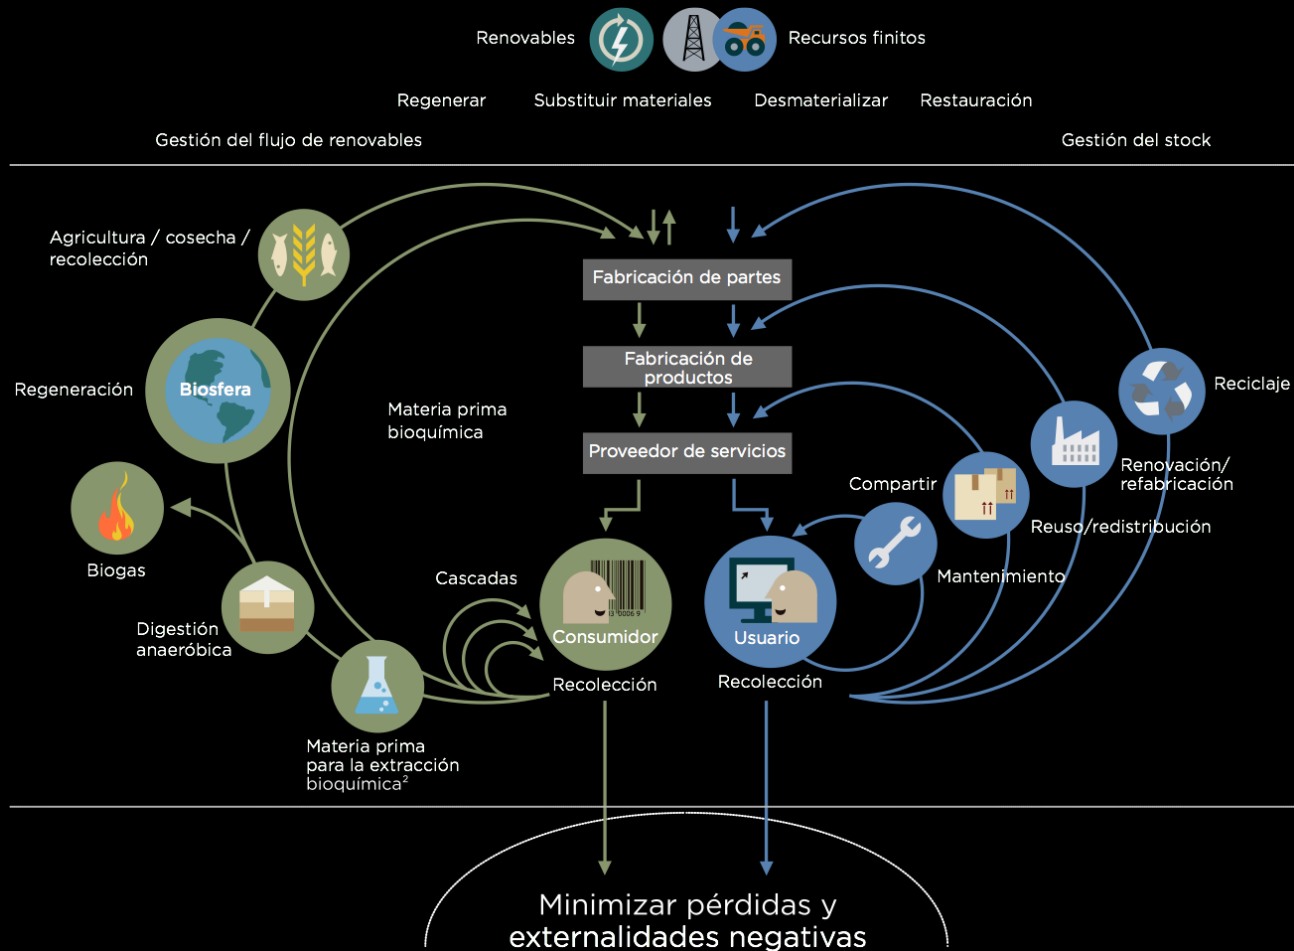 Renovables
Recursos finitos
Regenerar
Substituir materiales
Desmaterializar
Restauración
Gestión del flujo de renovables
Gestión del stock
Agricultura / cosecha /
recolección
Fabricación de partes
Regeneración
Biosfera
Fabricación de
productos
Reciclaje
Materia prima
bioquímica
Proveedor de servicios
Renovación/
refabricación
Compartir
Reuso/redistribución
Biogas
Cascadas
Mantenimiento
Digestión
anaeróbica
3 0006 9
Consumidor
Usuario
Recolección
Recolección
Materia prima
para la extracción
bioquímica²
Minimizar pérdidas y
externalidades negativas